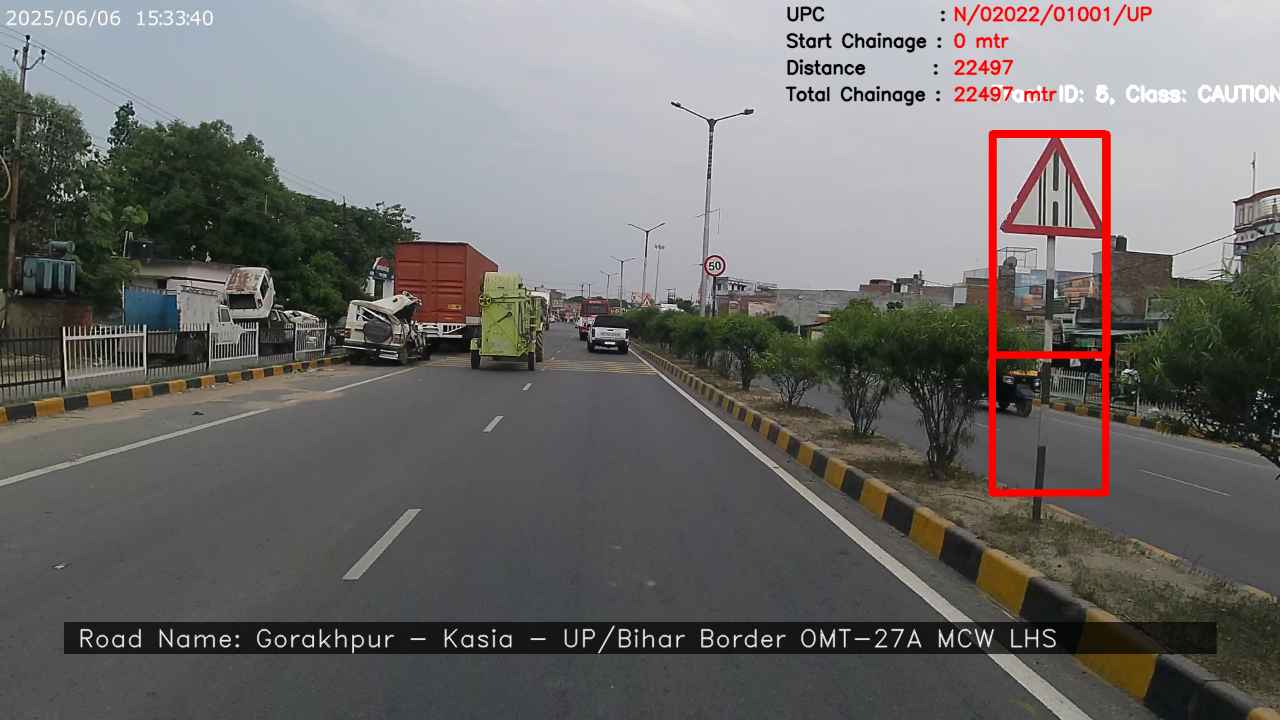 2025/06/06 15:33:40
UPC : N/02022/01001/UP
Start Chainage : 0 mtr
Distance : 22497
Total Chainage : 22497 mtr
ID: 5, Class: CAUTION
50
Road Name: Gorakhpur - Kasia - UP/Bihar Border OMT-27A MCW LHS